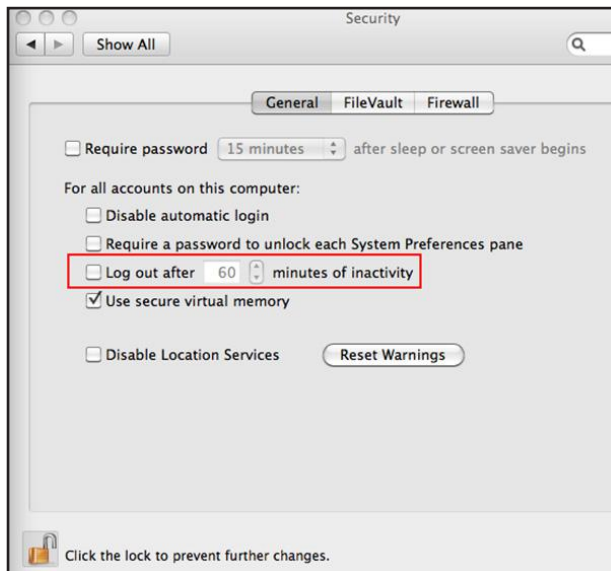 Security
Show All
General FileVault Firewall
Require password 15 minutes after sleep or screen saver begins
For all accounts on this computer:
Disable automatic login
Require a password to unlock each System Preferences pane
Log out after 60 minutes of inactivity
Use secure virtual memory
Disable Location Services Reset Warnings
Click the lock to prevent further changes.